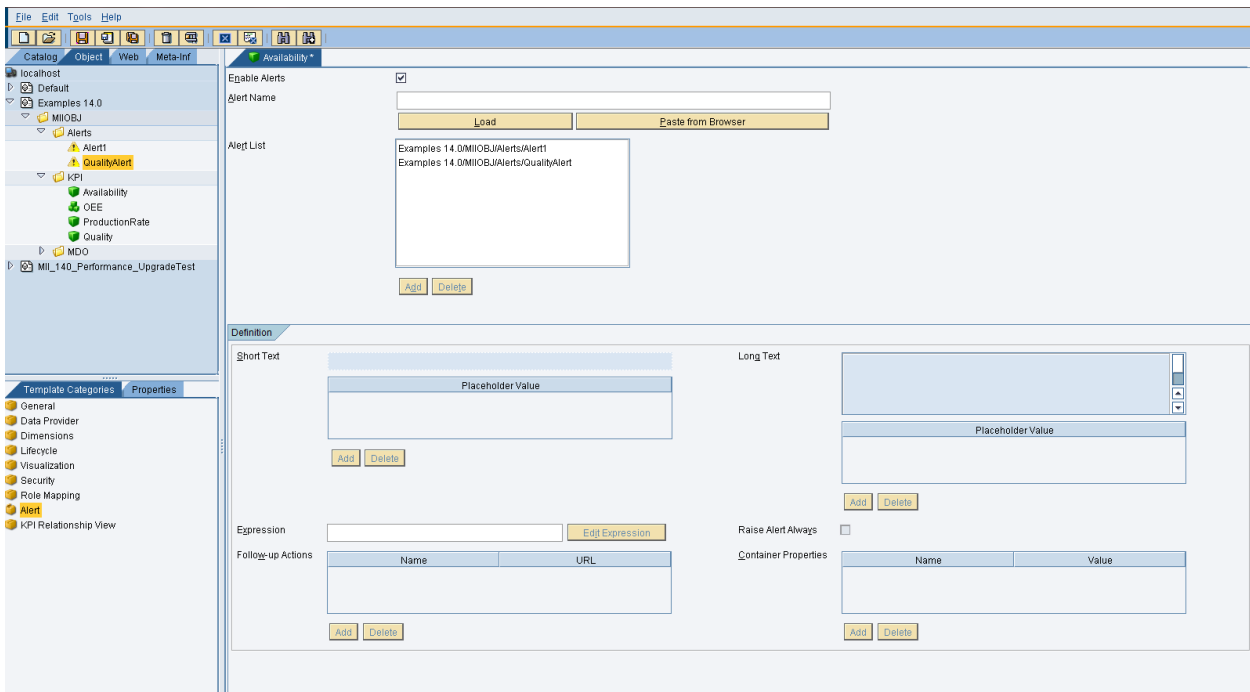 File Edit Tools Help
Catalog Object Web Meta-Inf
localhost
Default
Examples 14.0
MIIOBJ
Alerts
Alert1
QualityAlert
KPI
Availability
OEE
ProductionRate
Quality
MDO
MII_140_Performance_UpgradeTest
Template Categories Properties
General
Data Provider
Dimensions
Lifecycle
Visualization
Security
Role Mapping
Alert
KPI Relationship View
Availability *
Enable Alerts
Alert Name
Load Paste from Browser
Alert List
Examples 14.0/MIIOBJ/Alerts/Alert1
Examples 14.0/MIIOBJ/Alerts/QualityAlert
Add Delete
Definition
Short Text Long Text
Placeholder Value
Placeholder Value
Add Delete
Add Delete
Expression Edit Expression Raise Alert Always
Follow-up Actions Name URL Container Properties Name Value
Add Delete Add Delete